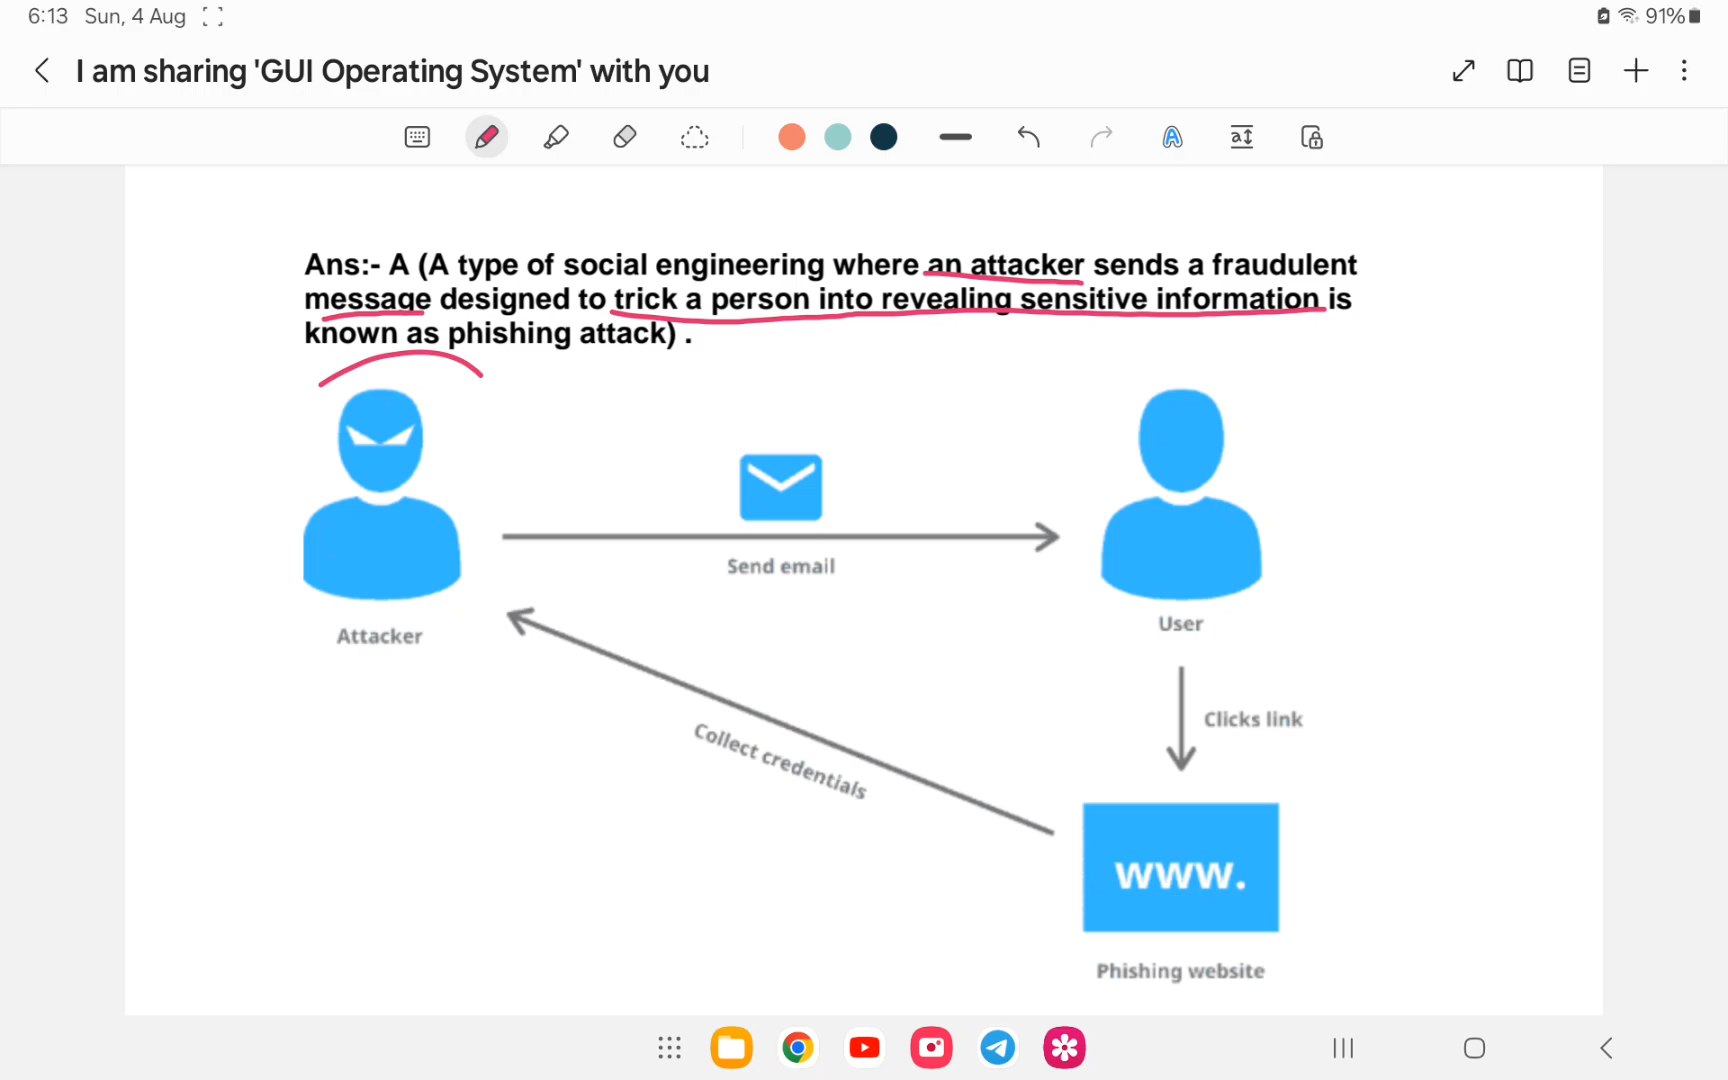 6:13 Sun, 4 Aug 91%
I am sharing 'GUI Operating System' with you
Ans:- A (A type of social engineering where an attacker sends a fraudulent
message designed to trick a person into revealing sensitive information is
known as phishing attack) .
Send email
Attacker
User
Clicks link
Collect credentials
www.
Phishing website